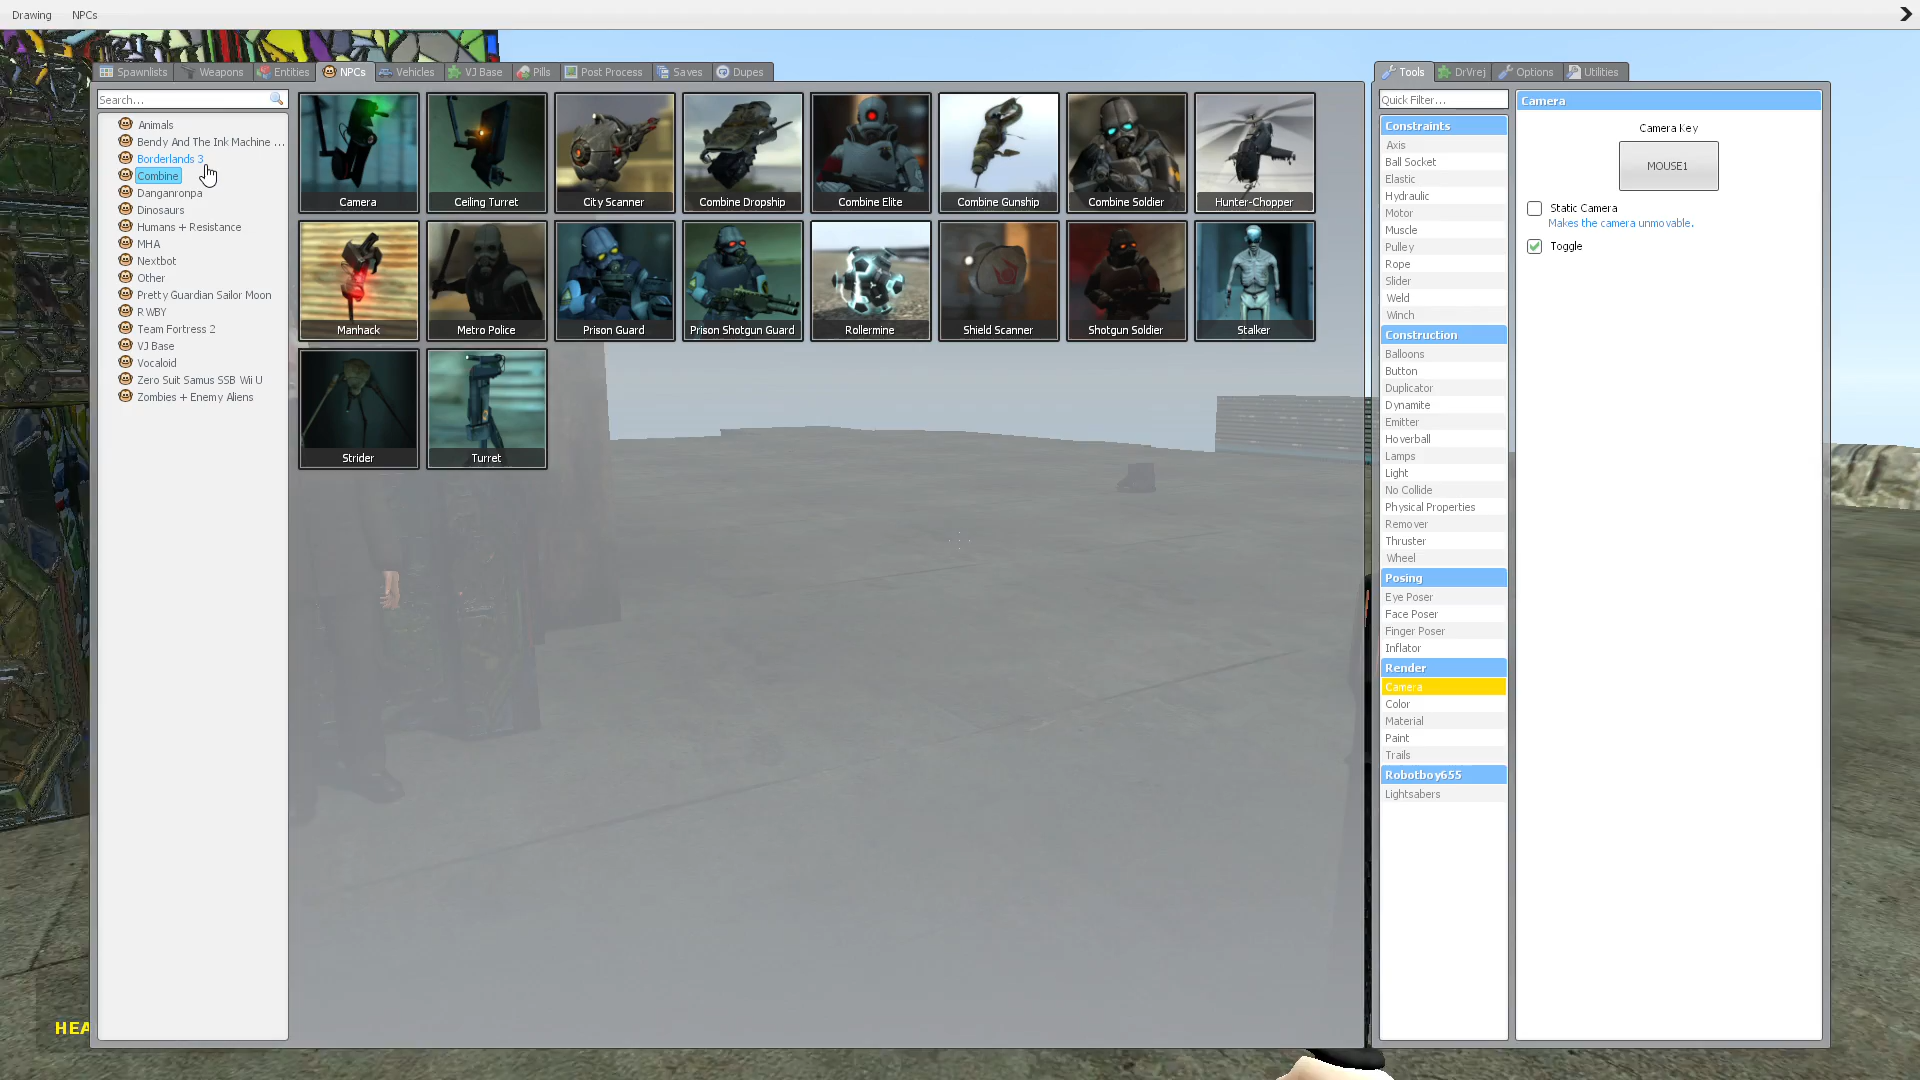 Drawing NPCs
Spawnlists Weapons Entities NPCs Vehicles VJ Base Pills Post Process Saves Dupes
Search...
Animals
Bendy And The Ink Machine ...
Borderlands 3
Combine
Danganronpa
Dinosaurs
Humans + Resistance
MHA
Nextbot
Other
Pretty Guardian Sailor Moon
RWBY
Team Fortress 2
VJ Base
Vocaloid
Zero Suit Samus SSB Wii U
Zombies + Enemy Aliens
Camera Ceiling Turret City Scanner Combine Dropship Combine Elite Combine Gunship Combine Soldier Hunter-Chopper
Manhack Metro Police Prison Guard Prison Shotgun Guard Rollermine Shield Scanner Shotgun Soldier Stalker
Strider Turret
HEA
Tools DrVrej Options Utilities
Quick Filter...
Constraints
Axis
Ball Socket
Elastic
Hydraulic
Motor
Muscle
Pulley
Rope
Slider
Weld
Winch
Construction
Balloons
Button
Duplicator
Dynamite
Emitter
Hoverball
Lamps
Light
No Collide
Physical Properties
Remover
Thruster
Wheel
Posing
Eye Poser
Face Poser
Finger Poser
Inflator
Render
Camera
Color
Material
Paint
Trails
Robotboy655
Lightsabers
Camera
Camera Key
MOUSE1
Static Camera
Makes the camera unmovable.
Toggle